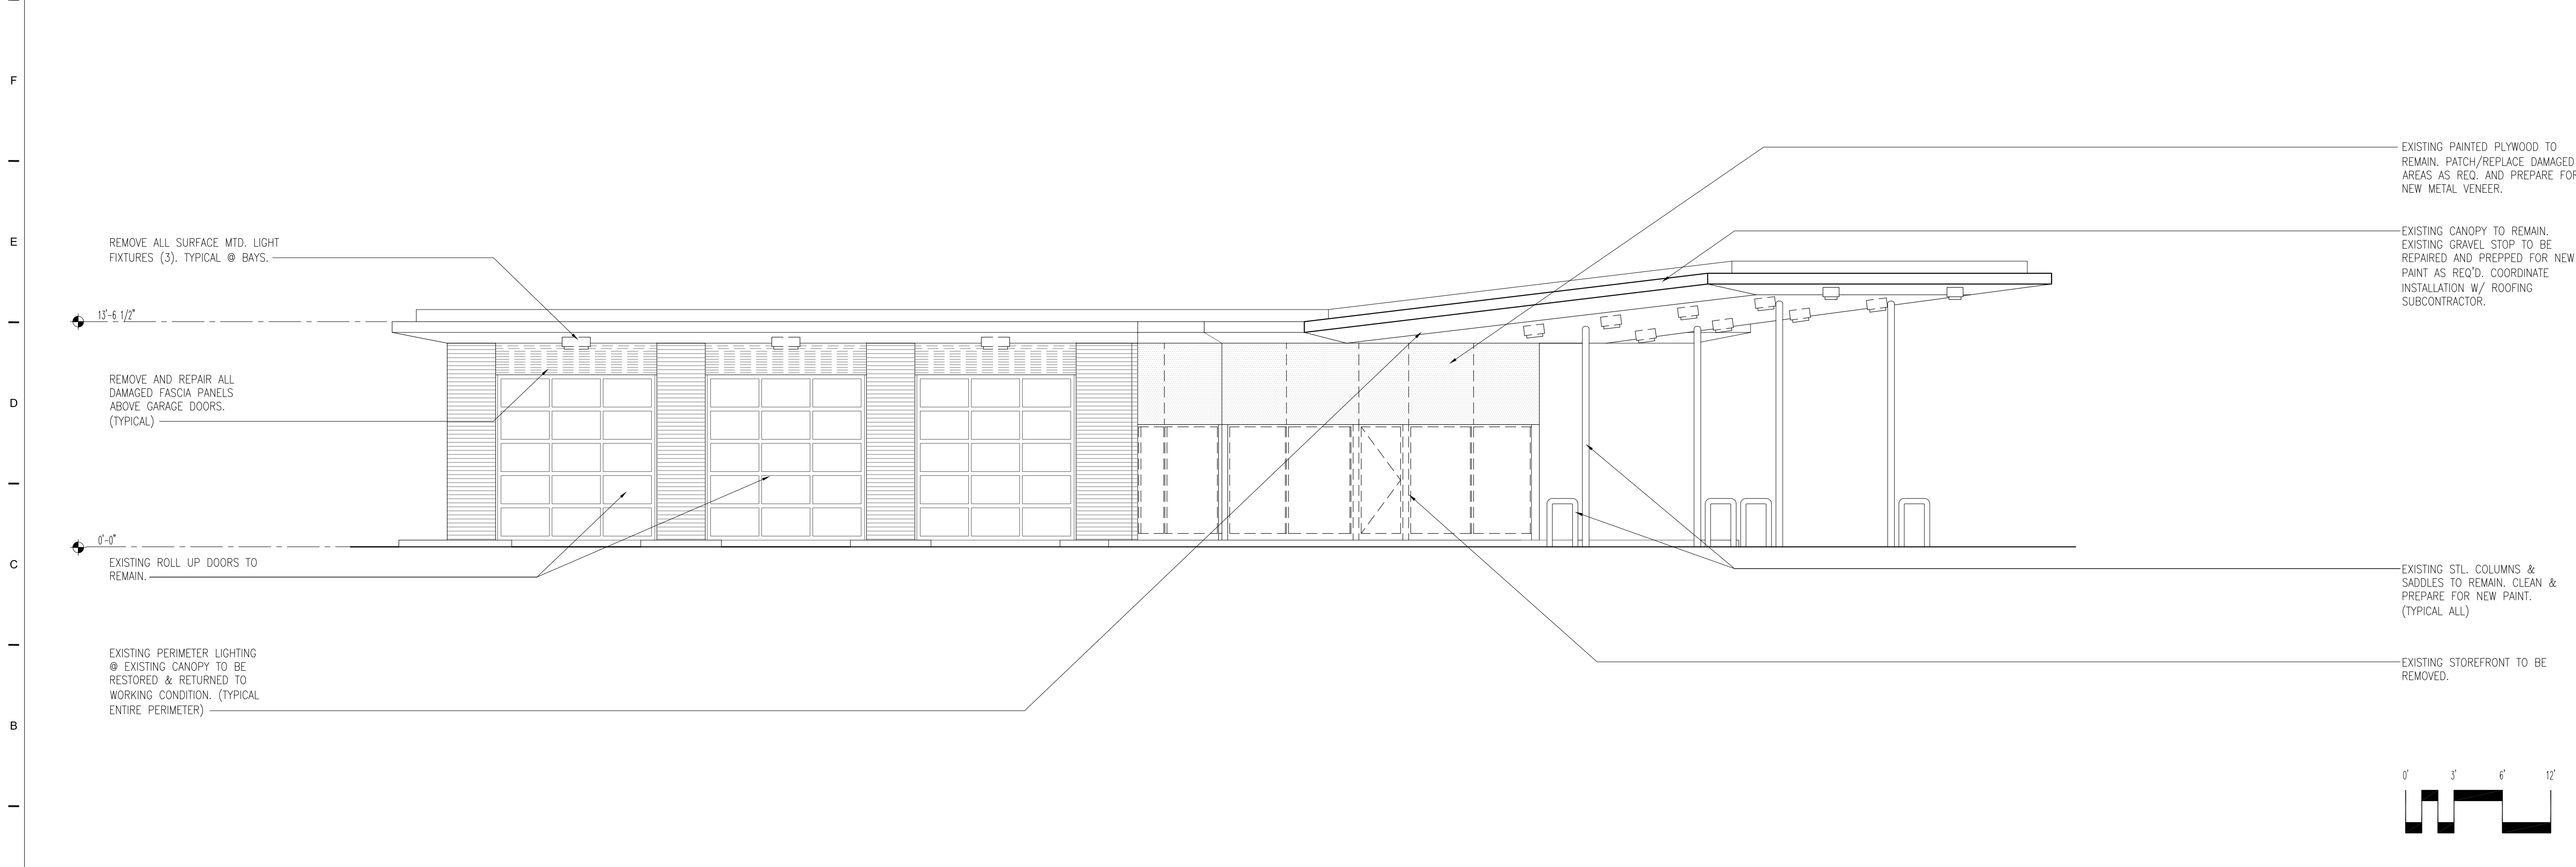 F
E
D
C
B
REMOVE ALL SURFACE MTD. LIGHT
FIXTURES (3). TYPICAL @ BAYS.
13'-6 1/2"
REMOVE AND REPAIR ALL
DAMAGED FASCIA PANELS
ABOVE GARAGE DOORS.
(TYPICAL)
0'-0"
EXISTING ROLL UP DOORS TO
REMAIN.
EXISTING PERIMETER LIGHTING
@ EXISTING CANOPY TO BE
RESTORED & RETURNED TO
WORKING CONDITION. (TYPICAL
ENTIRE PERIMETER)
EXISTING PAINTED PLYWOOD TO
REMAIN. PATCH/REPLACE DAMAGED
AREAS AS REQ. AND PREPARE FOR
NEW METAL VENEER.
EXISTING CANOPY TO REMAIN.
EXISTING GRAVEL STOP TO BE
REPAIRED AND PREPPED FOR NEW
PAINT AS REQ'D. COORDINATE
INSTALLATION W/ ROOFING
SUBCONTRACTOR.
EXISTING STL. COLUMNS &
SADDLES TO REMAIN. CLEAN &
PREPARE FOR NEW PAINT.
(TYPICAL ALL)
EXISTING STOREFRONT TO BE
REMOVED.
0' 3' 6' 12'